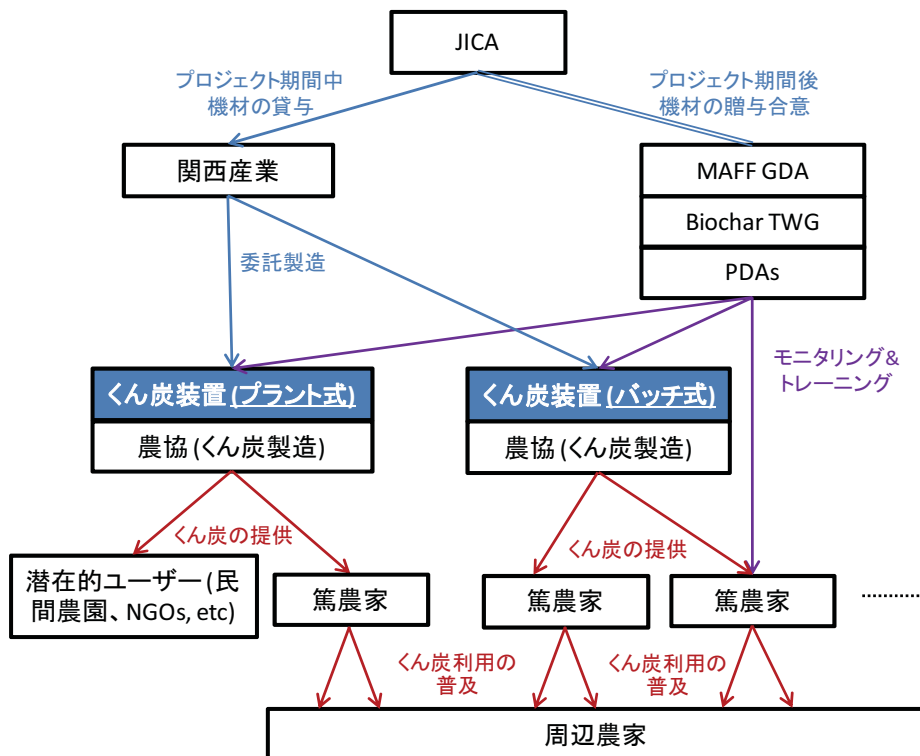 JICA
プロジェクト期間中
機材の貸与
プロジェクト期間後
機材の贈与合意
関西産業
MAFF GDA
Biochar TWG
PDAs
委託製造
モニタリング&
トレーニング
くん炭装置(プラント式)
農協(くん炭製造)
くん炭装置(バッチ式)
農協(くん炭製造)
くん炭の提供
くん炭の提供
潜在的ユーザー(民
間農園、NGOs, etc)
篤農家
篤農家
篤農家
くん炭利用の
普及
くん炭利用の
普及
周辺農家